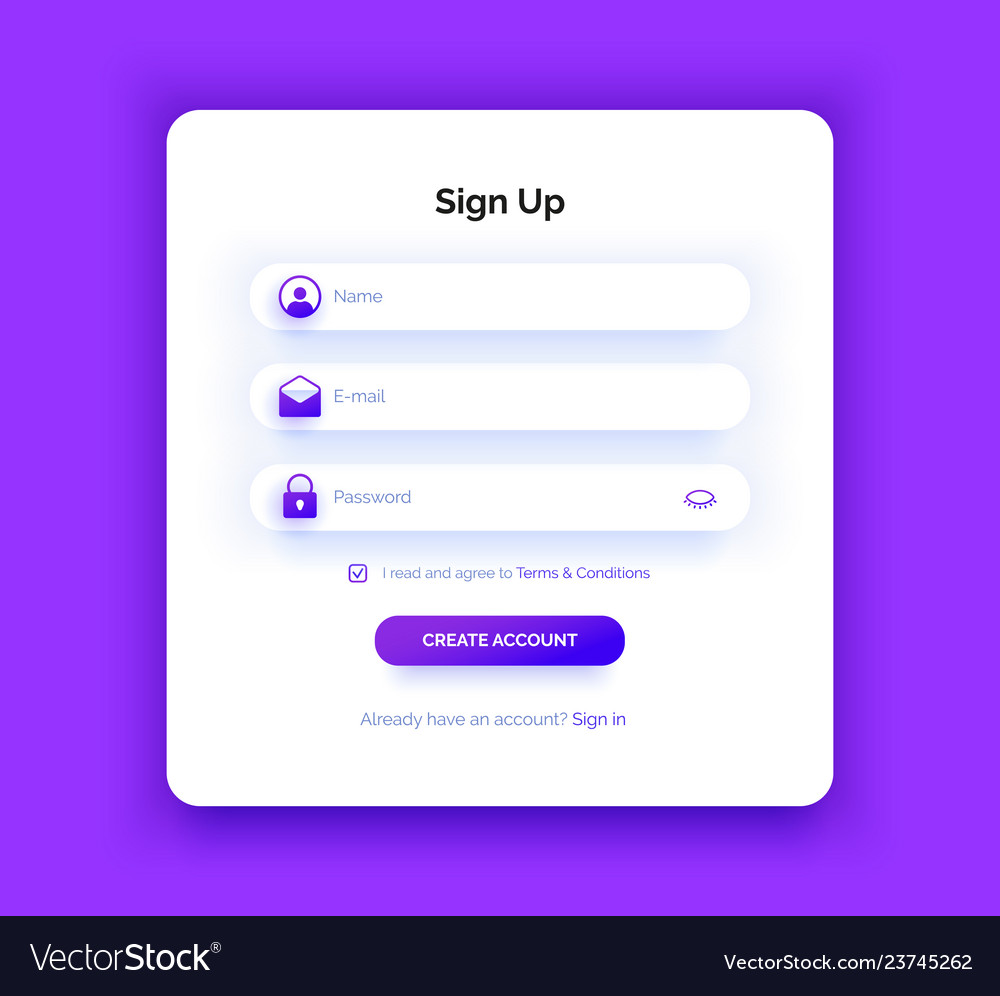 Sign Up
Name
E-mail
Password
I read and agree to Terms & Conditions
CREATE ACCOUNT
Already have an account? Sign in
VectorStock®
VectorStock.com/23745262